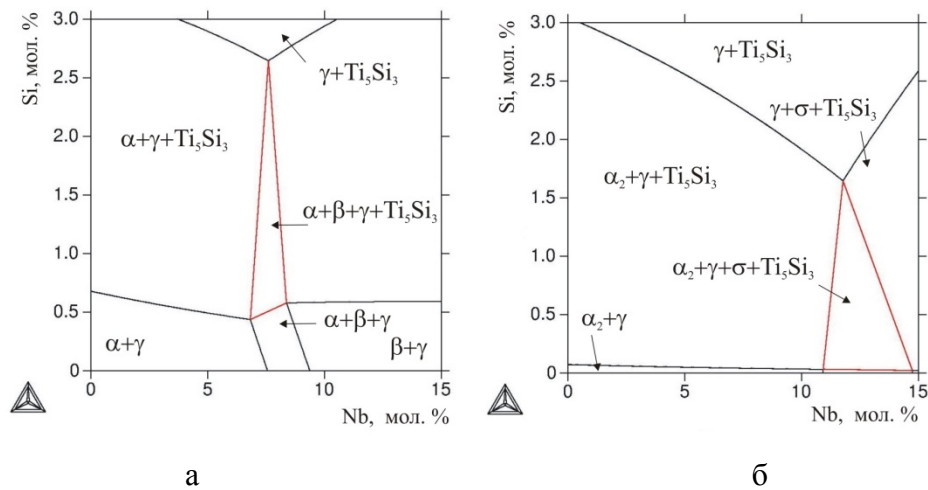 Si, мол. %
3.0
2.5
2.0
1.5
1.0
0.5
0
0
5
10
15
Nb, мол. %
γ+Ti₅Si₃
α+γ+Ti₅Si₃
α+β+γ+Ti₅Si₃
α+β+γ
α+γ
β+γ
а
Si, мол. %
3.0
2.5
2.0
1.5
1.0
0.5
0
0
5
10
15
Nb, мол. %
γ+Ti₅Si₃
γ+σ+Ti₅Si₃
α₂+γ+Ti₅Si₃
α₂+γ+σ+Ti₅Si₃
α₂+γ
б